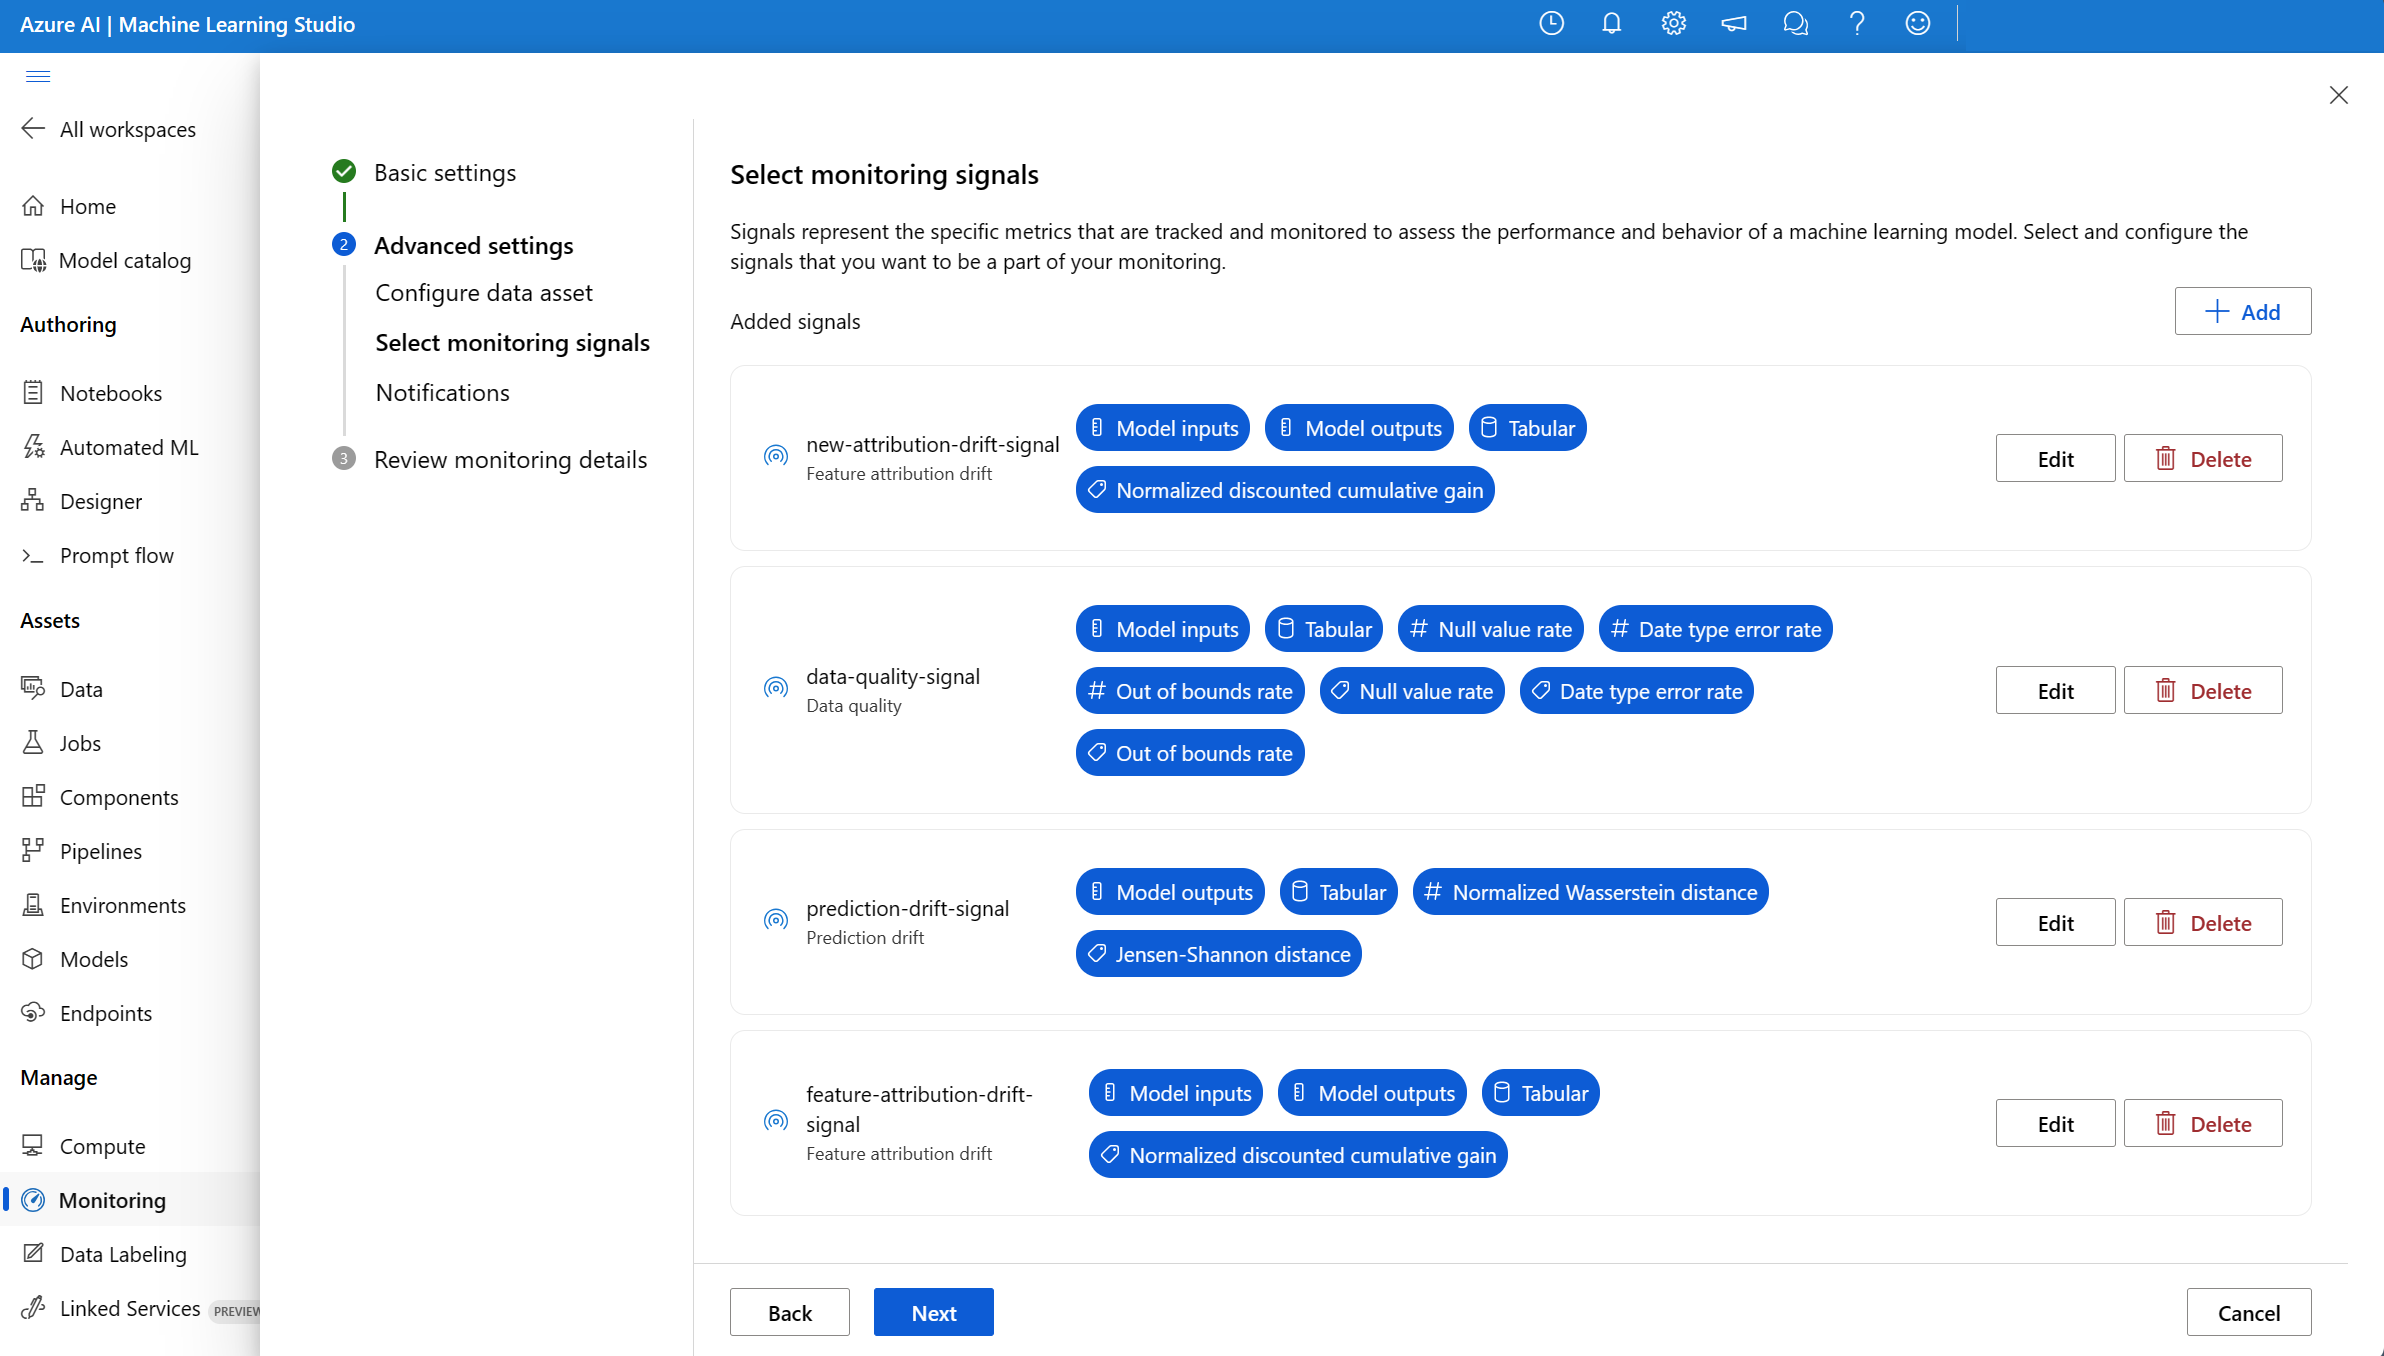 Azure AI | Machine Learning Studio
All workspaces
Home
Model catalog
Authoring
Notebooks
Automated ML
Designer
Prompt flow
Assets
Data
Jobs
Components
Pipelines
Environments
Models
Endpoints
Manage
Compute
Monitoring
Data Labeling
Linked Services PREVIEW
Basic settings
2 Advanced settings
Configure data asset
Select monitoring signals
Notifications
3 Review monitoring details
Select monitoring signals
Signals represent the specific metrics that are tracked and monitored to assess the performance and behavior of a machine learning model. Select and configure the
signals that you want to be a part of your monitoring.
Added signals
Add
new-attribution-drift-signal
Feature attribution drift
Model inputs Model outputs Tabular
Normalized discounted cumulative gain
Edit Delete
data-quality-signal
Data quality
Model inputs Tabular # Null value rate # Date type error rate
# Out of bounds rate Null value rate Date type error rate
Out of bounds rate
Edit Delete
prediction-drift-signal
Prediction drift
Model outputs Tabular # Normalized Wasserstein distance
Jensen-Shannon distance
Edit Delete
feature-attribution-drift-
signal
Feature attribution drift
Model inputs Model outputs Tabular
Normalized discounted cumulative gain
Edit Delete
Back Next Cancel